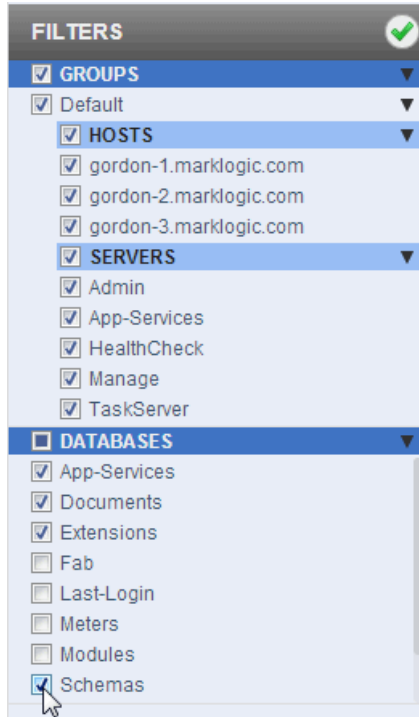 FILTERS
GROUPS
Default
HOSTS
gordon-1.marklogic.com
gordon-2.marklogic.com
gordon-3.marklogic.com
SERVERS
Admin
App-Services
HealthCheck
Manage
TaskServer
DATABASES
App-Services
Documents
Extensions
Fab
Last-Login
Meters
Modules
Schemas